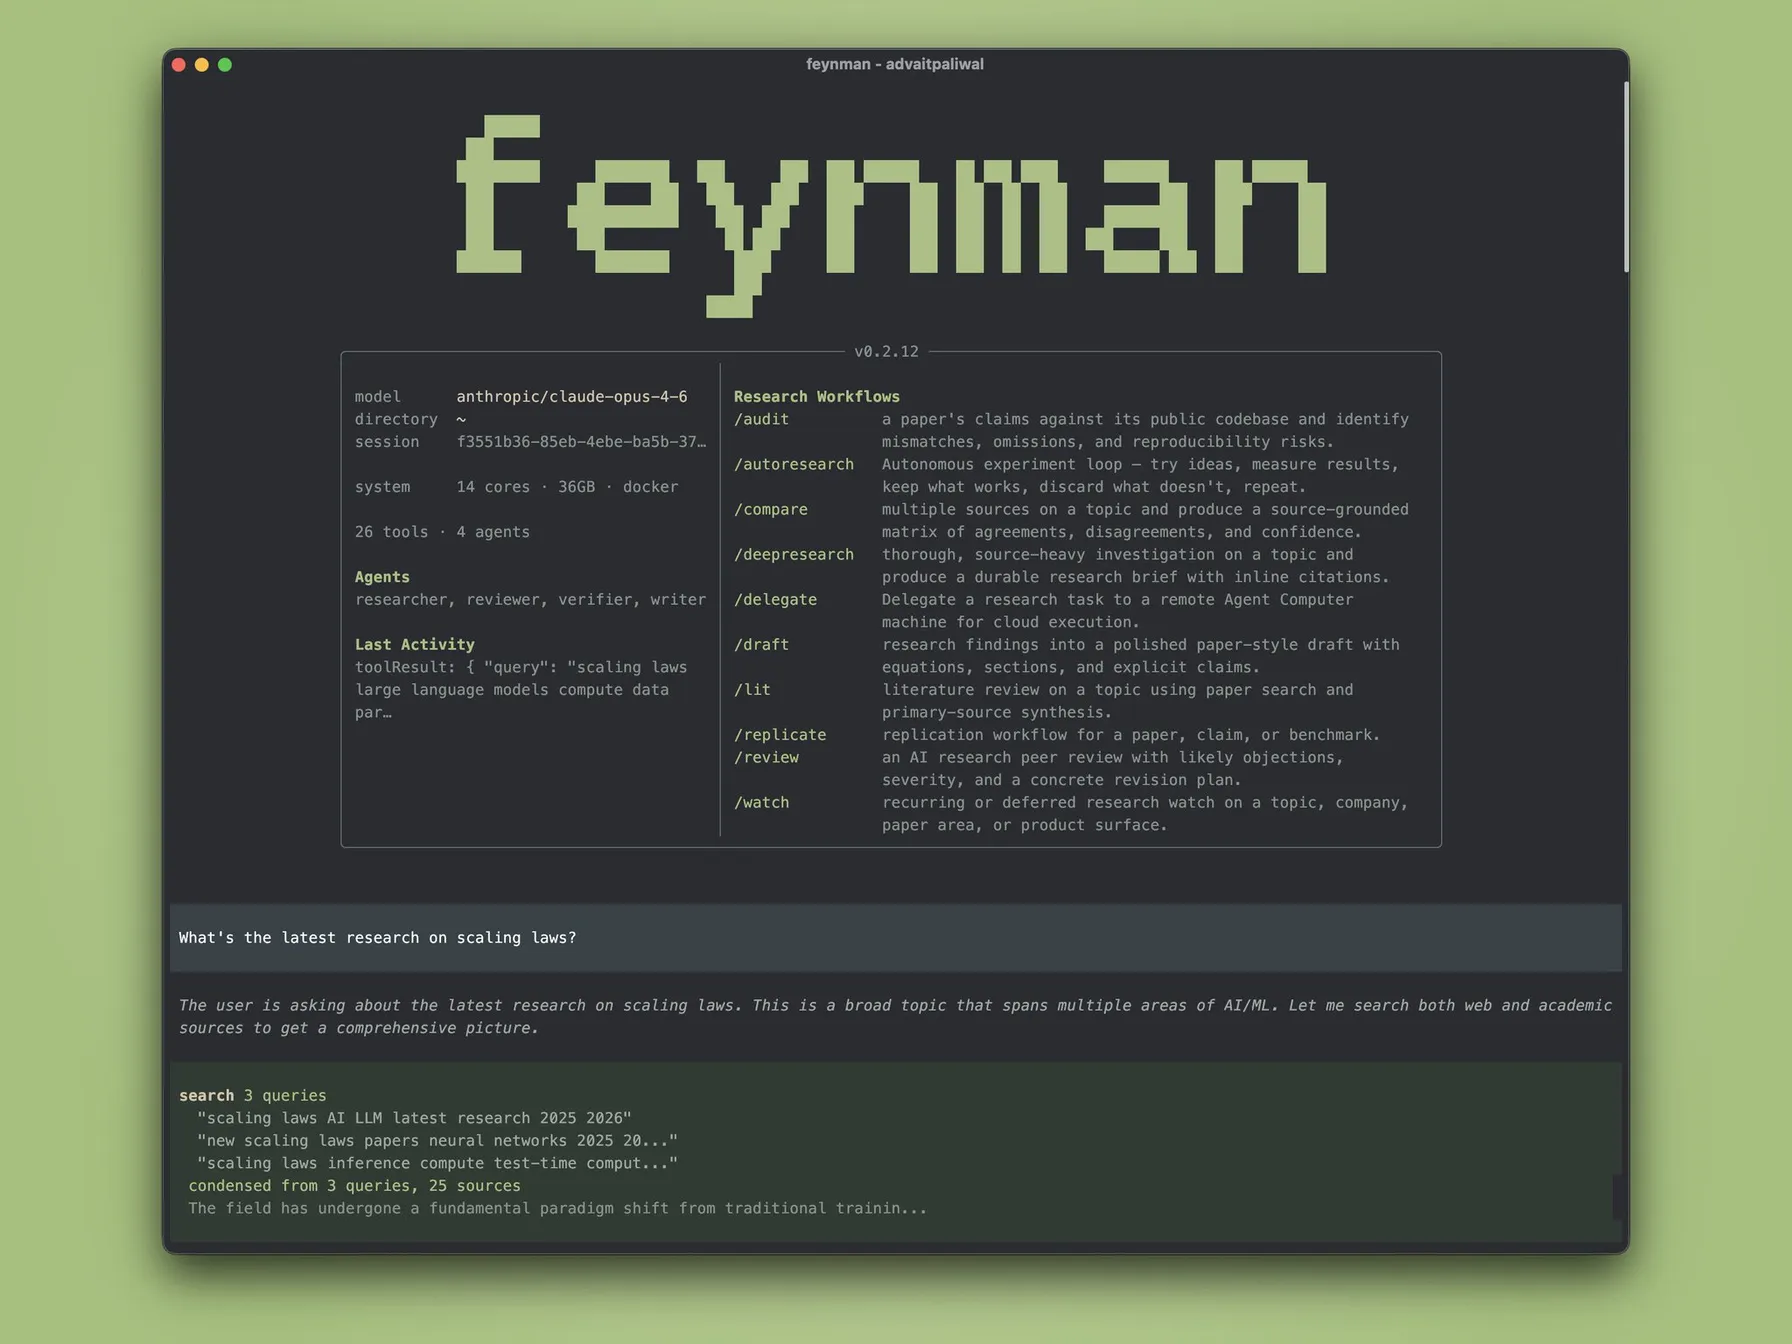 feynman - advaitpaliwal
feynman
v0.2.12
model anthropic/claude-opus-4-6
directory ~
session f3551b36-85eb-4ebe-ba5b-37…
system 14 cores · 36GB · docker
26 tools · 4 agents
Agents
researcher, reviewer, verifier, writer
Last Activity
toolResult: { "query": "scaling laws
large language models compute data
par…
Research Workflows
/audit a paper's claims against its public codebase and identify
mismatches, omissions, and reproducibility risks.
/autoresearch Autonomous experiment loop — try ideas, measure results,
keep what works, discard what doesn't, repeat.
/compare multiple sources on a topic and produce a source-grounded
matrix of agreements, disagreements, and confidence.
/deepresearch thorough, source-heavy investigation on a topic and
produce a durable research brief with inline citations.
/delegate Delegate a research task to a remote Agent Computer
machine for cloud execution.
/draft research findings into a polished paper-style draft with
equations, sections, and explicit claims.
/lit literature review on a topic using paper search and
primary-source synthesis.
/replicate replication workflow for a paper, claim, or benchmark.
/review an AI research peer review with likely objections,
severity, and a concrete revision plan.
/watch recurring or deferred research watch on a topic, company,
paper area, or product surface.
What's the latest research on scaling laws?
The user is asking about the latest research on scaling laws. This is a broad topic that spans multiple areas of AI/ML. Let me search both web and academic
sources to get a comprehensive picture.
search 3 queries
"scaling laws AI LLM latest research 2025 2026"
"new scaling laws papers neural networks 2025 20..."
"scaling laws inference compute test-time comput..."
condensed from 3 queries, 25 sources
The field has undergone a fundamental paradigm shift from traditional trainin...